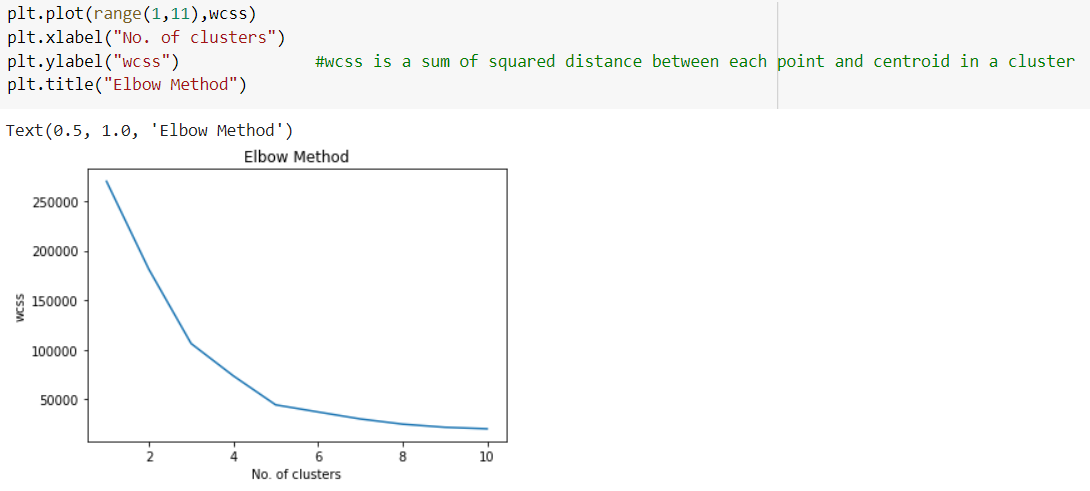 plt.plot(range(1,11),wcss)
plt.xlabel("No. of clusters")
plt.ylabel("wcss") #wcss is a sum of squared distance between each point and centroid in a cluster
plt.title("Elbow Method")
Text(0.5, 1.0, 'Elbow Method')
Elbow Method
250000
200000
150000
100000
50000
wcss
2 4 6 8 10
No. of clusters